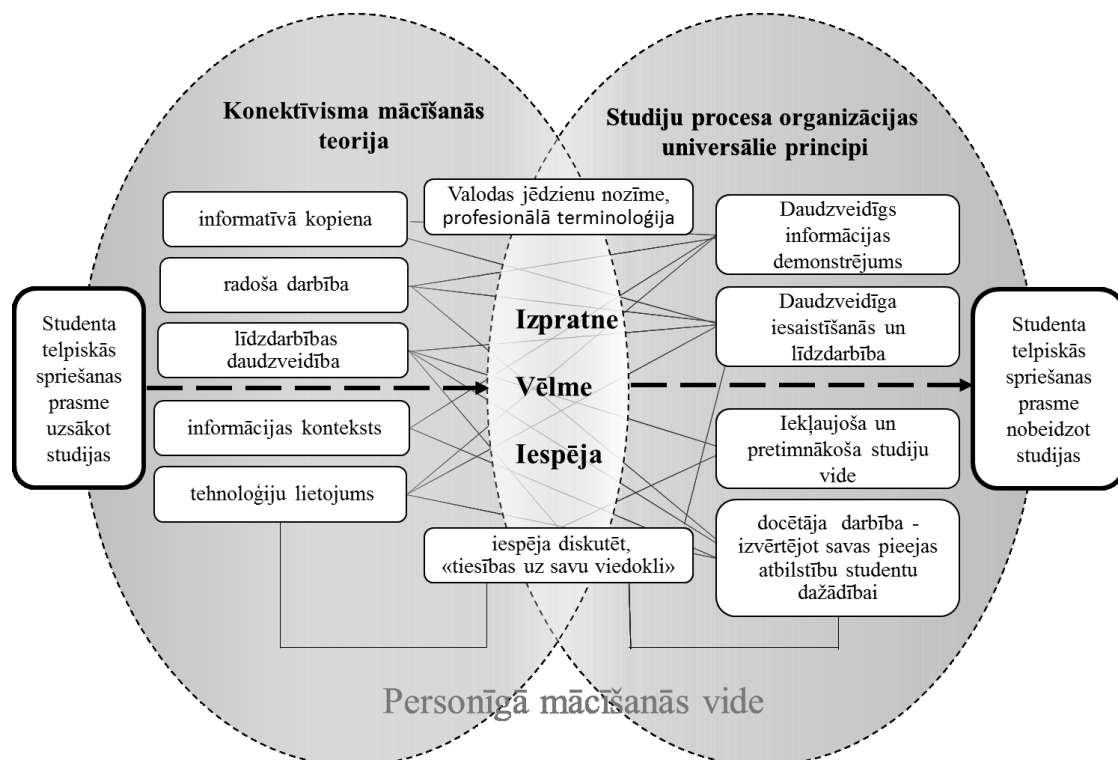 Konektīvisma mācīšanās
teorija
Studiju procesa organizācijas
universālie principi
Valodas jēdzienu nozīme,
profesionālā terminoloģija
informatīvā kopiena
radoša darbība
līdzdarbības
daudzveidība
informācijas konteksts
tehnoloģiju lietojums
Studenta
telpiskās
spriešanas
prasme
uzsākot
studijas
Izpratne
Vēlme
Iespēja
iespēja diskutēt,
«tiesības uz savu viedokli»
Daudzveidīgs
informācijas
demonstrējums
Daudzveidīga
iesaistīšanās un
līdzdarbība
Iekļaujoša un
pretimnākoša studiju
vide
docētāja darbība -
izvērtējot savas pieejas
atbilstību studentu
dažādībai
Studenta
telpiskās
spriešanas
prasme
nobeidzot
studijas
Personīgā mācīšanās vide